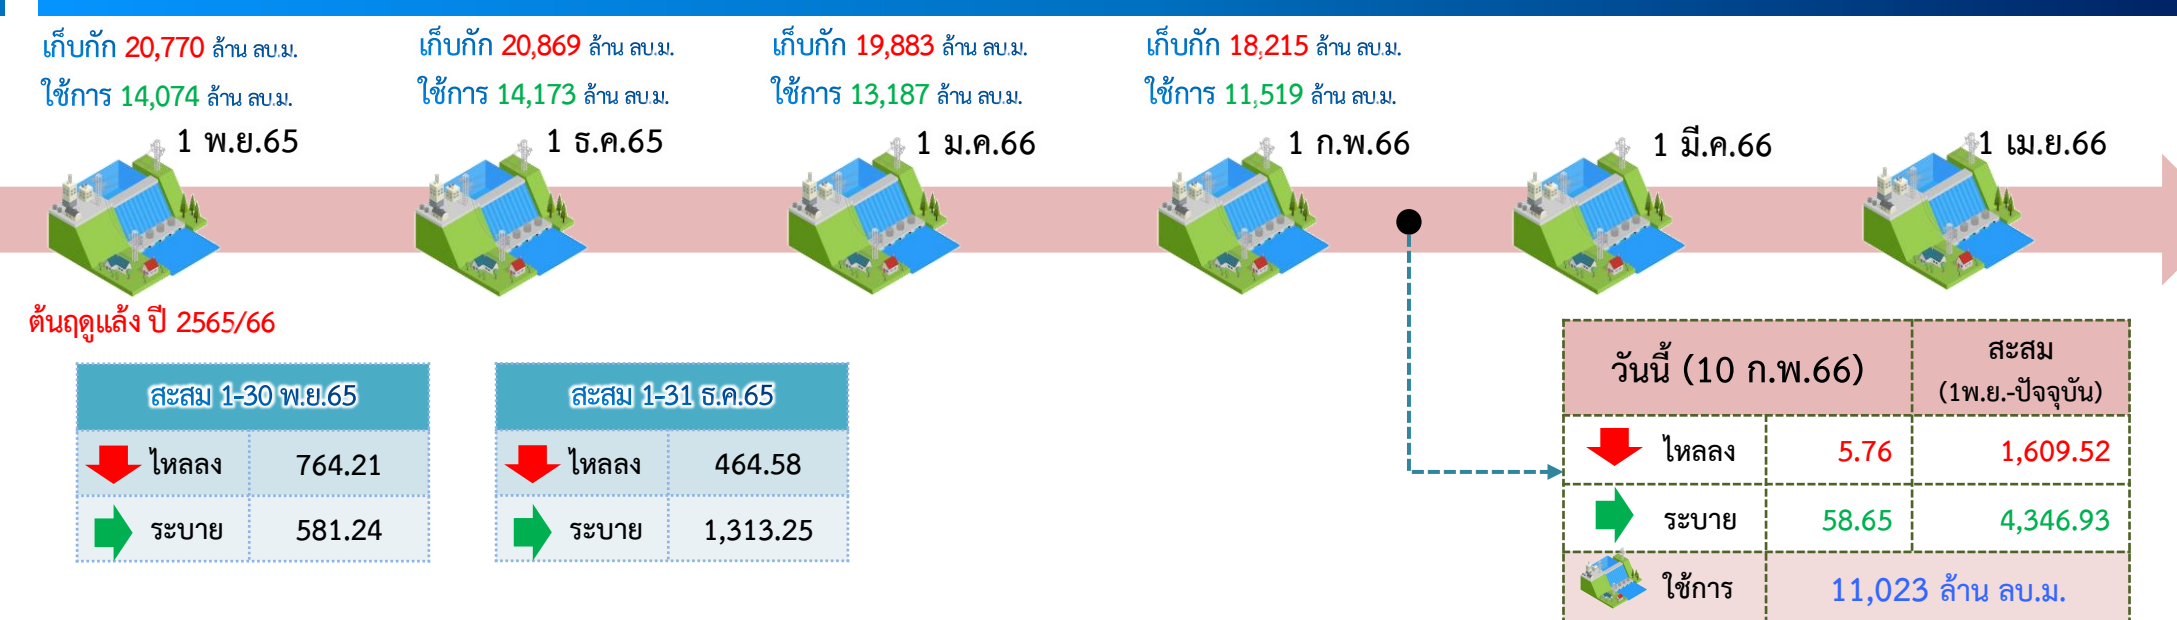 เก็บกัก 20,770 ล้าน ลบ.ม.
ใช้การ 14,074 ล้าน ลบ.ม.
1 พ.ย.65
เก็บกัก 20,869 ล้าน ลบ.ม.
ใช้การ 14,173 ล้าน ลบ.ม.
1 ธ.ค.65
เก็บกัก 19,883 ล้าน ลบ.ม.
ใช้การ 13,187 ล้าน ลบ.ม.
1 ม.ค.66
เก็บกัก 18,215 ล้าน ลบ.ม.
ใช้การ 11,519 ล้าน ลบ.ม.
1 ก.พ.66
1 มี.ค.66
1 เม.ย.66
ต้นฤดูแล้ง ปี 2565/66
สะสม 1-30 พ.ย.65
ไหลลง 764.21
ระบาย 581.24
สะสม 1-31 ธ.ค.65
ไหลลง 464.58
ระบาย 1,313.25
วันนี้ (10 ก.พ.66)
สะสม
(1พ.ย.-ปัจจุบัน)
ไหลลง 5.76 1,609.52
ระบาย 58.65 4,346.93
ใช้การ 11,023 ล้าน ลบ.ม.